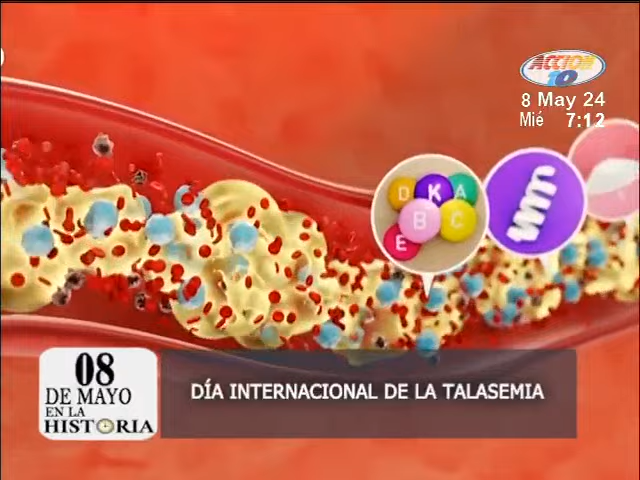 ACCION
10
8 May 24
Mié 7:12
D K A
B C
E
08
DE MAYO
EN LA
HISTORIA
DÍA INTERNACIONAL DE LA TALASEMIA